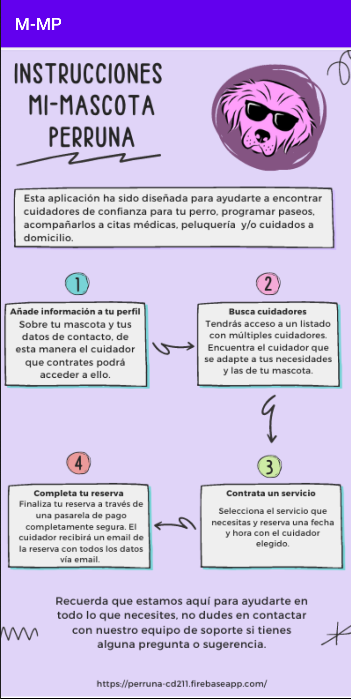 M-MP
INSTRUCCIONES
MI-MASCOTA
PERRUNA
Esta aplicación ha sido diseñada para ayudarte a encontrar
cuidadores de confianza para tu perro, programar paseos,
acompañarlos a citas médicas, peluquería y/o cuidados a
domicilio.
1
Añade información a tu perfil
Sobre tu mascota y tus
datos de contacto, de
esta manera el cuidador
que contrates podrá
acceder a ello.
2
Busca cuidadores
Tendrás acceso a un listado
con múltiples cuidadores.
Encuentra el cuidador que
se adapte a tus necesidades
y las de tu mascota.
3
Contrata un servicio
Selecciona el servicio que
necesitas y reserva una fecha
y hora con el cuidador
elegido.
4
Completa tu reserva
Finaliza tu reserva a través de
una pasarela de pago
completamente segura. El
cuidador recibirá un email de
la reserva con todos los datos
vía email.
Recuerda que estamos aquí para ayudarte en
todo lo que necesites, no dudes en contactar
con nuestro equipo de soporte si tienes
alguna pregunta o sugerencia.
https://perruna-cd211.firebaseapp.com/